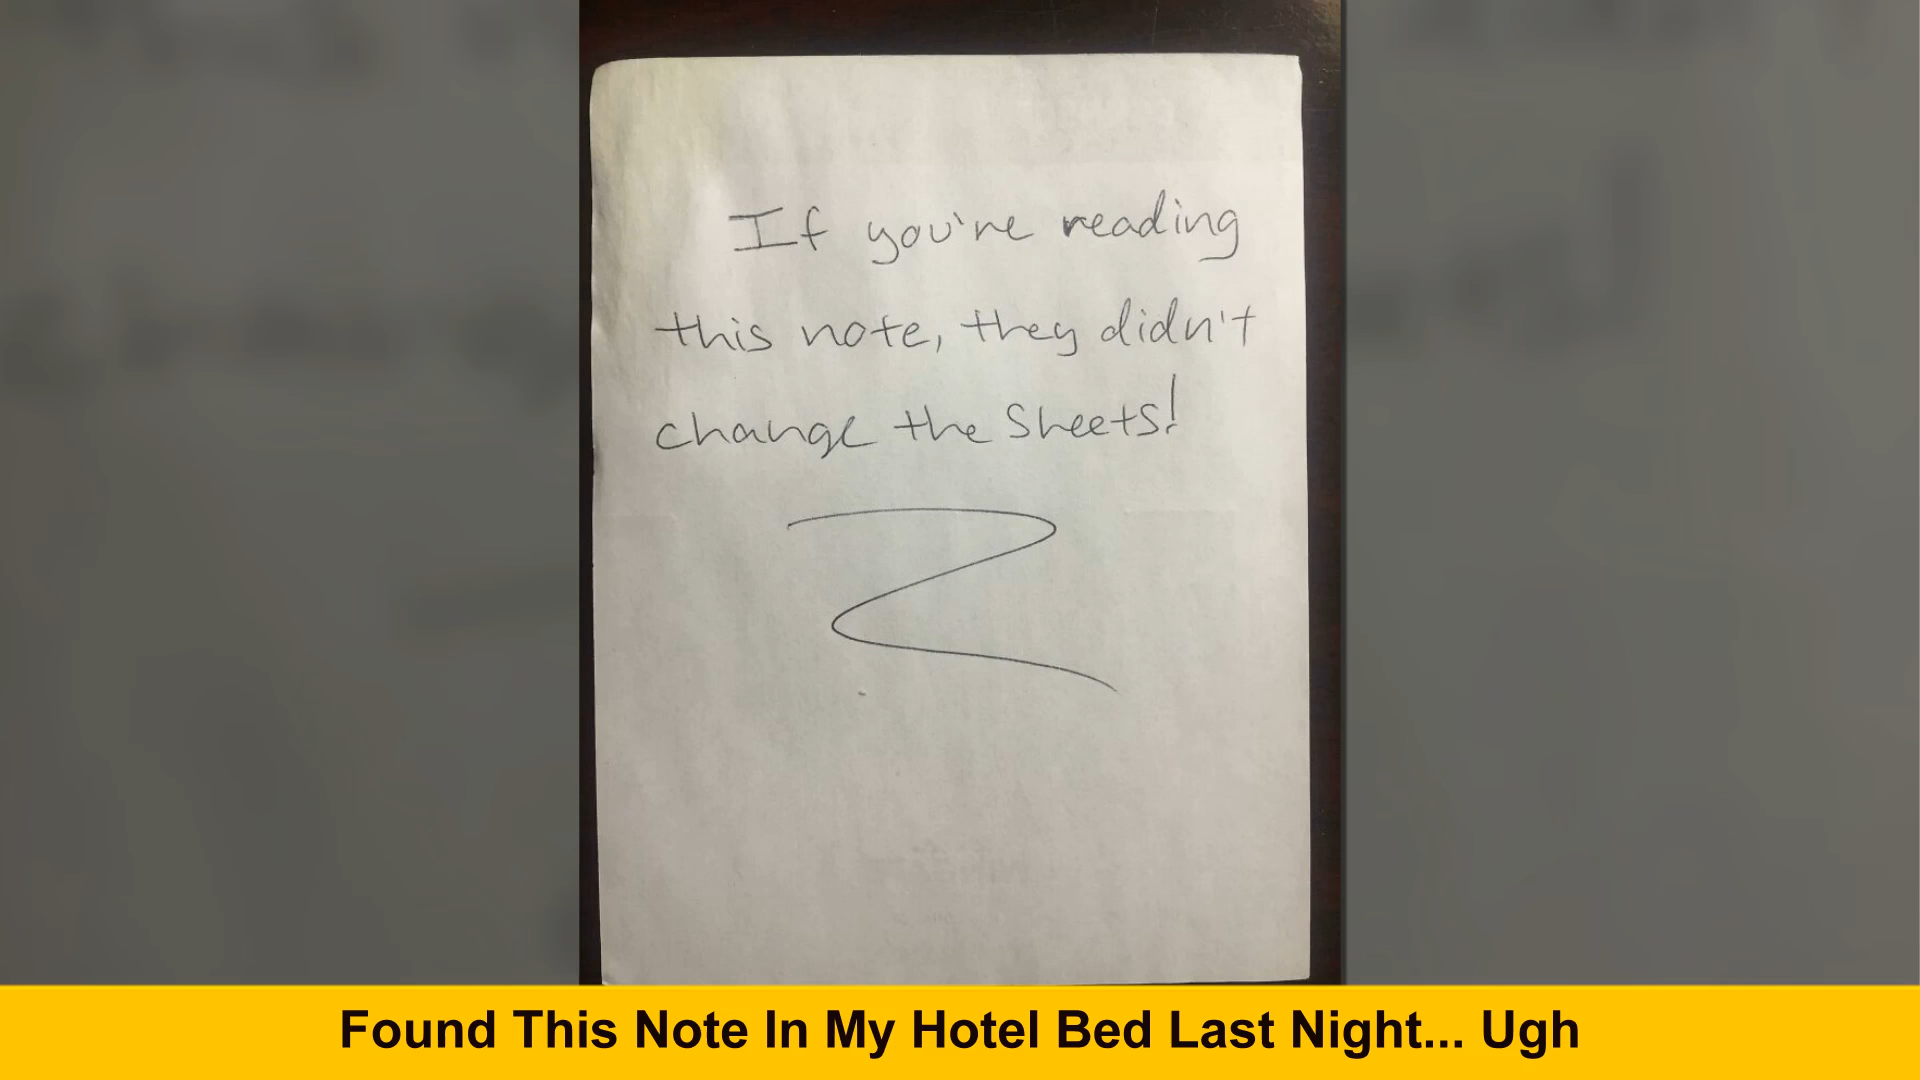 If you're reading
this note, they didn't
change the sheets!
Found This Note In My Hotel Bed Last Night... Ugh